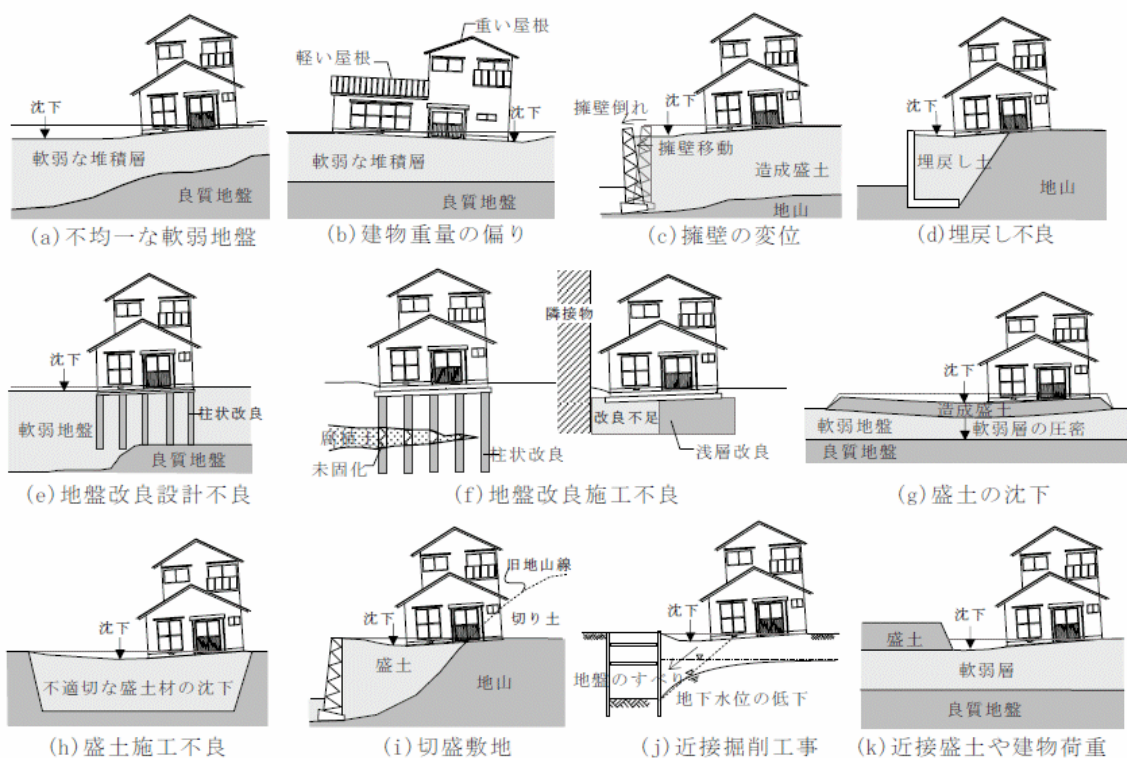 沈下
軟弱な堆積層
良質地盤
(a)不均一な軟弱地盤
重い屋根
軽い屋根
沈下
軟弱な堆積層
良質地盤
(b)建物重量の偏り
擁壁倒れ
沈下
擁壁移動
造成盛土
地山
(c)擁壁の変位
沈下
埋戻し土
地山
(d)埋戻し不良
沈下
柱状改良
軟弱地盤
良質地盤
(e)地盤改良設計不良
腐植
未固化
柱状改良
隣接物
改良不足
浅層改良
(f)地盤改良施工不良
沈下
造成盛土
軟弱地盤
軟弱層の圧密
良質地盤
(g)盛土の沈下
沈下
不適切な盛土材の沈下
(h)盛土施工不良
旧地山線
沈下
切り土
盛土
地山
(i)切盛敷地
沈下
地盤のすべり
地下水位の低下
(j)近接掘削工事
盛土
沈下
軟弱層
良質地盤
(k)近接盛土や建物荷重